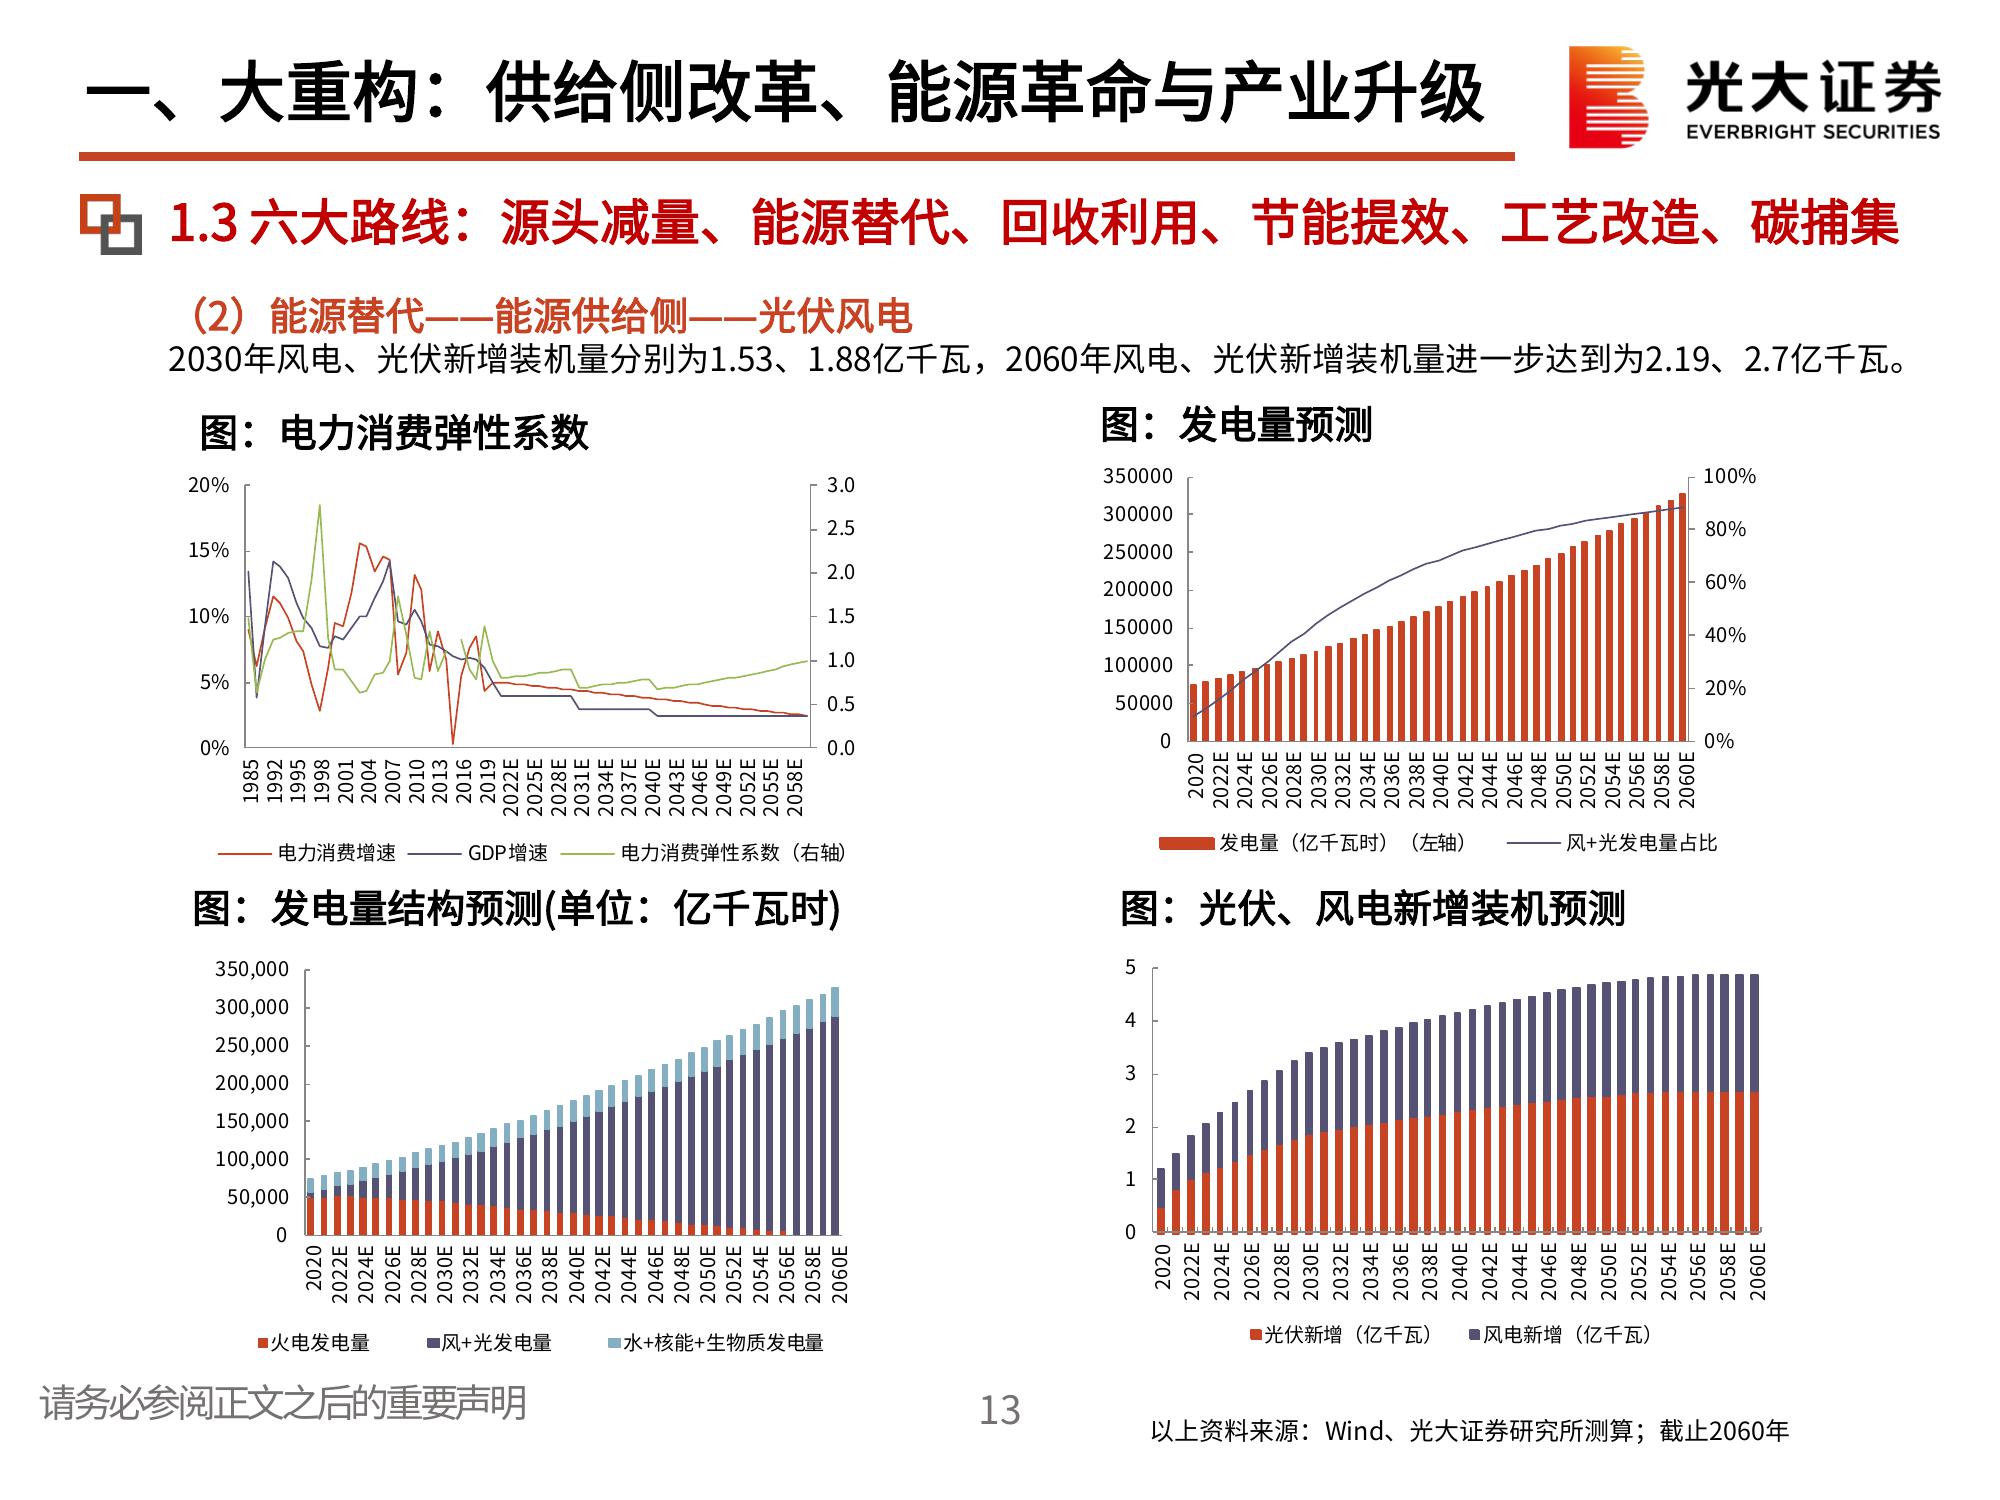 一、大重构：供给侧改革、能源革命与产业升级
光大证券
EVERBRIGHT SECURITIES
1.3 六大路线：源头减量、能源替代、回收利用、节能提效、工艺改造、碳捕集
（2）能源替代——能源供给侧——光伏风电
2030年风电、光伏新增装机量分别为1.53、1.88亿千瓦，2060年风电、光伏新增装机量进一步达到为2.19、2.7亿千瓦。
图：电力消费弹性系数
20%
15%
10%
5%
0%
3.0
2.5
2.0
1.5
1.0
0.5
0.0
1985 1992 1995 1998 2001 2004 2007 2010 2013 2016 2019 2022E 2025E 2028E 2031E 2034E 2037E 2040E 2043E 2046E 2049E 2052E 2055E 2058E
电力消费增速 GDP增速 电力消费弹性系数（右轴）
图：发电量预测
350000
300000
250000
200000
150000
100000
50000
0
100%
80%
60%
40%
20%
0%
2020 2022E 2024E 2026E 2028E 2030E 2032E 2034E 2036E 2038E 2040E 2042E 2044E 2046E 2048E 2050E 2052E 2054E 2056E 2058E 2060E
发电量（亿千瓦时）（左轴） 风+光发电量占比
图：发电量结构预测(单位：亿千瓦时)
350,000
300,000
250,000
200,000
150,000
100,000
50,000
0
2020 2022E 2024E 2026E 2028E 2030E 2032E 2034E 2036E 2038E 2040E 2042E 2044E 2046E 2048E 2050E 2052E 2054E 2056E 2058E 2060E
火电发电量 风+光发电量 水+核能+生物质发电量
图：光伏、风电新增装机预测
5
4
3
2
1
0
2020 2022E 2024E 2026E 2028E 2030E 2032E 2034E 2036E 2038E 2040E 2042E 2044E 2046E 2048E 2050E 2052E 2054E 2056E 2058E 2060E
光伏新增（亿千瓦） 风电新增（亿千瓦）
请务必参阅正文之后的重要声明
13
以上资料来源：Wind、光大证券研究所测算；截止2060年